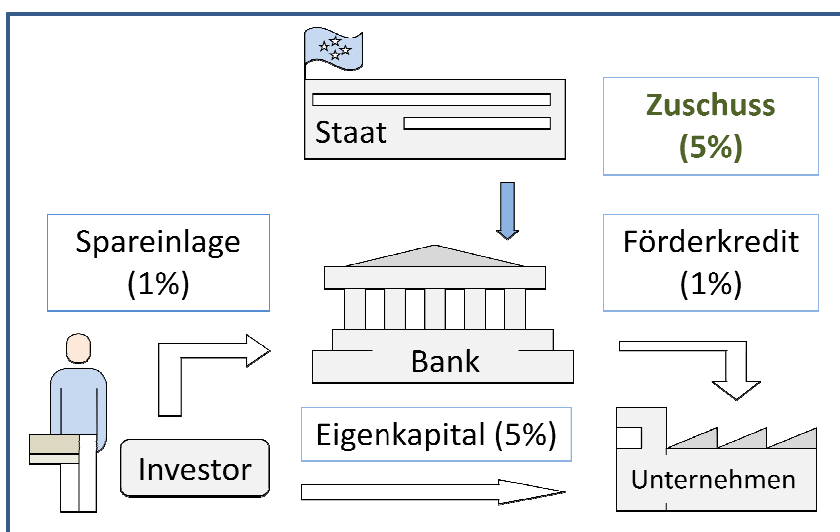 Staat
Zuschuss
(5%)
Spareinlage
(1%)
Förderkredit
(1%)
Bank
Eigenkapital (5%)
Investor
Unternehmen